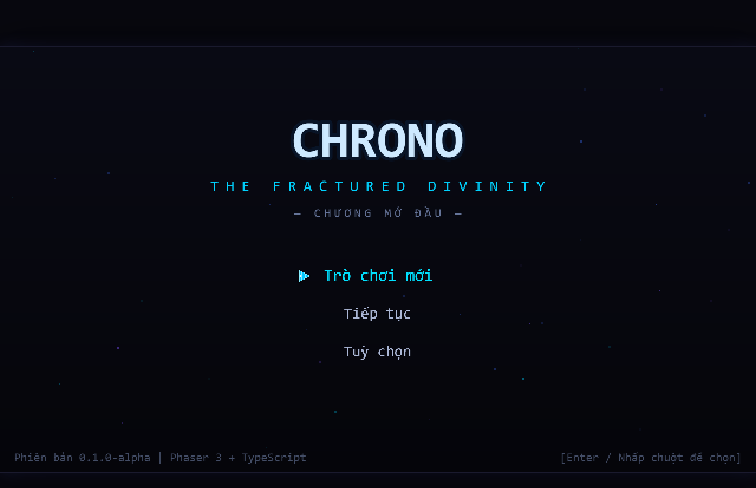 CHRONO
THE FRACTURED DIVINITY
— CHƯƠNG MỞ ĐẦU —
▶ Trò chơi mới
Tiếp tục
Tuỳ chọn
Phiên bản 0.1.0-alpha | Phaser 3 + TypeScript
[Enter / Nhấp chuột để chọn]